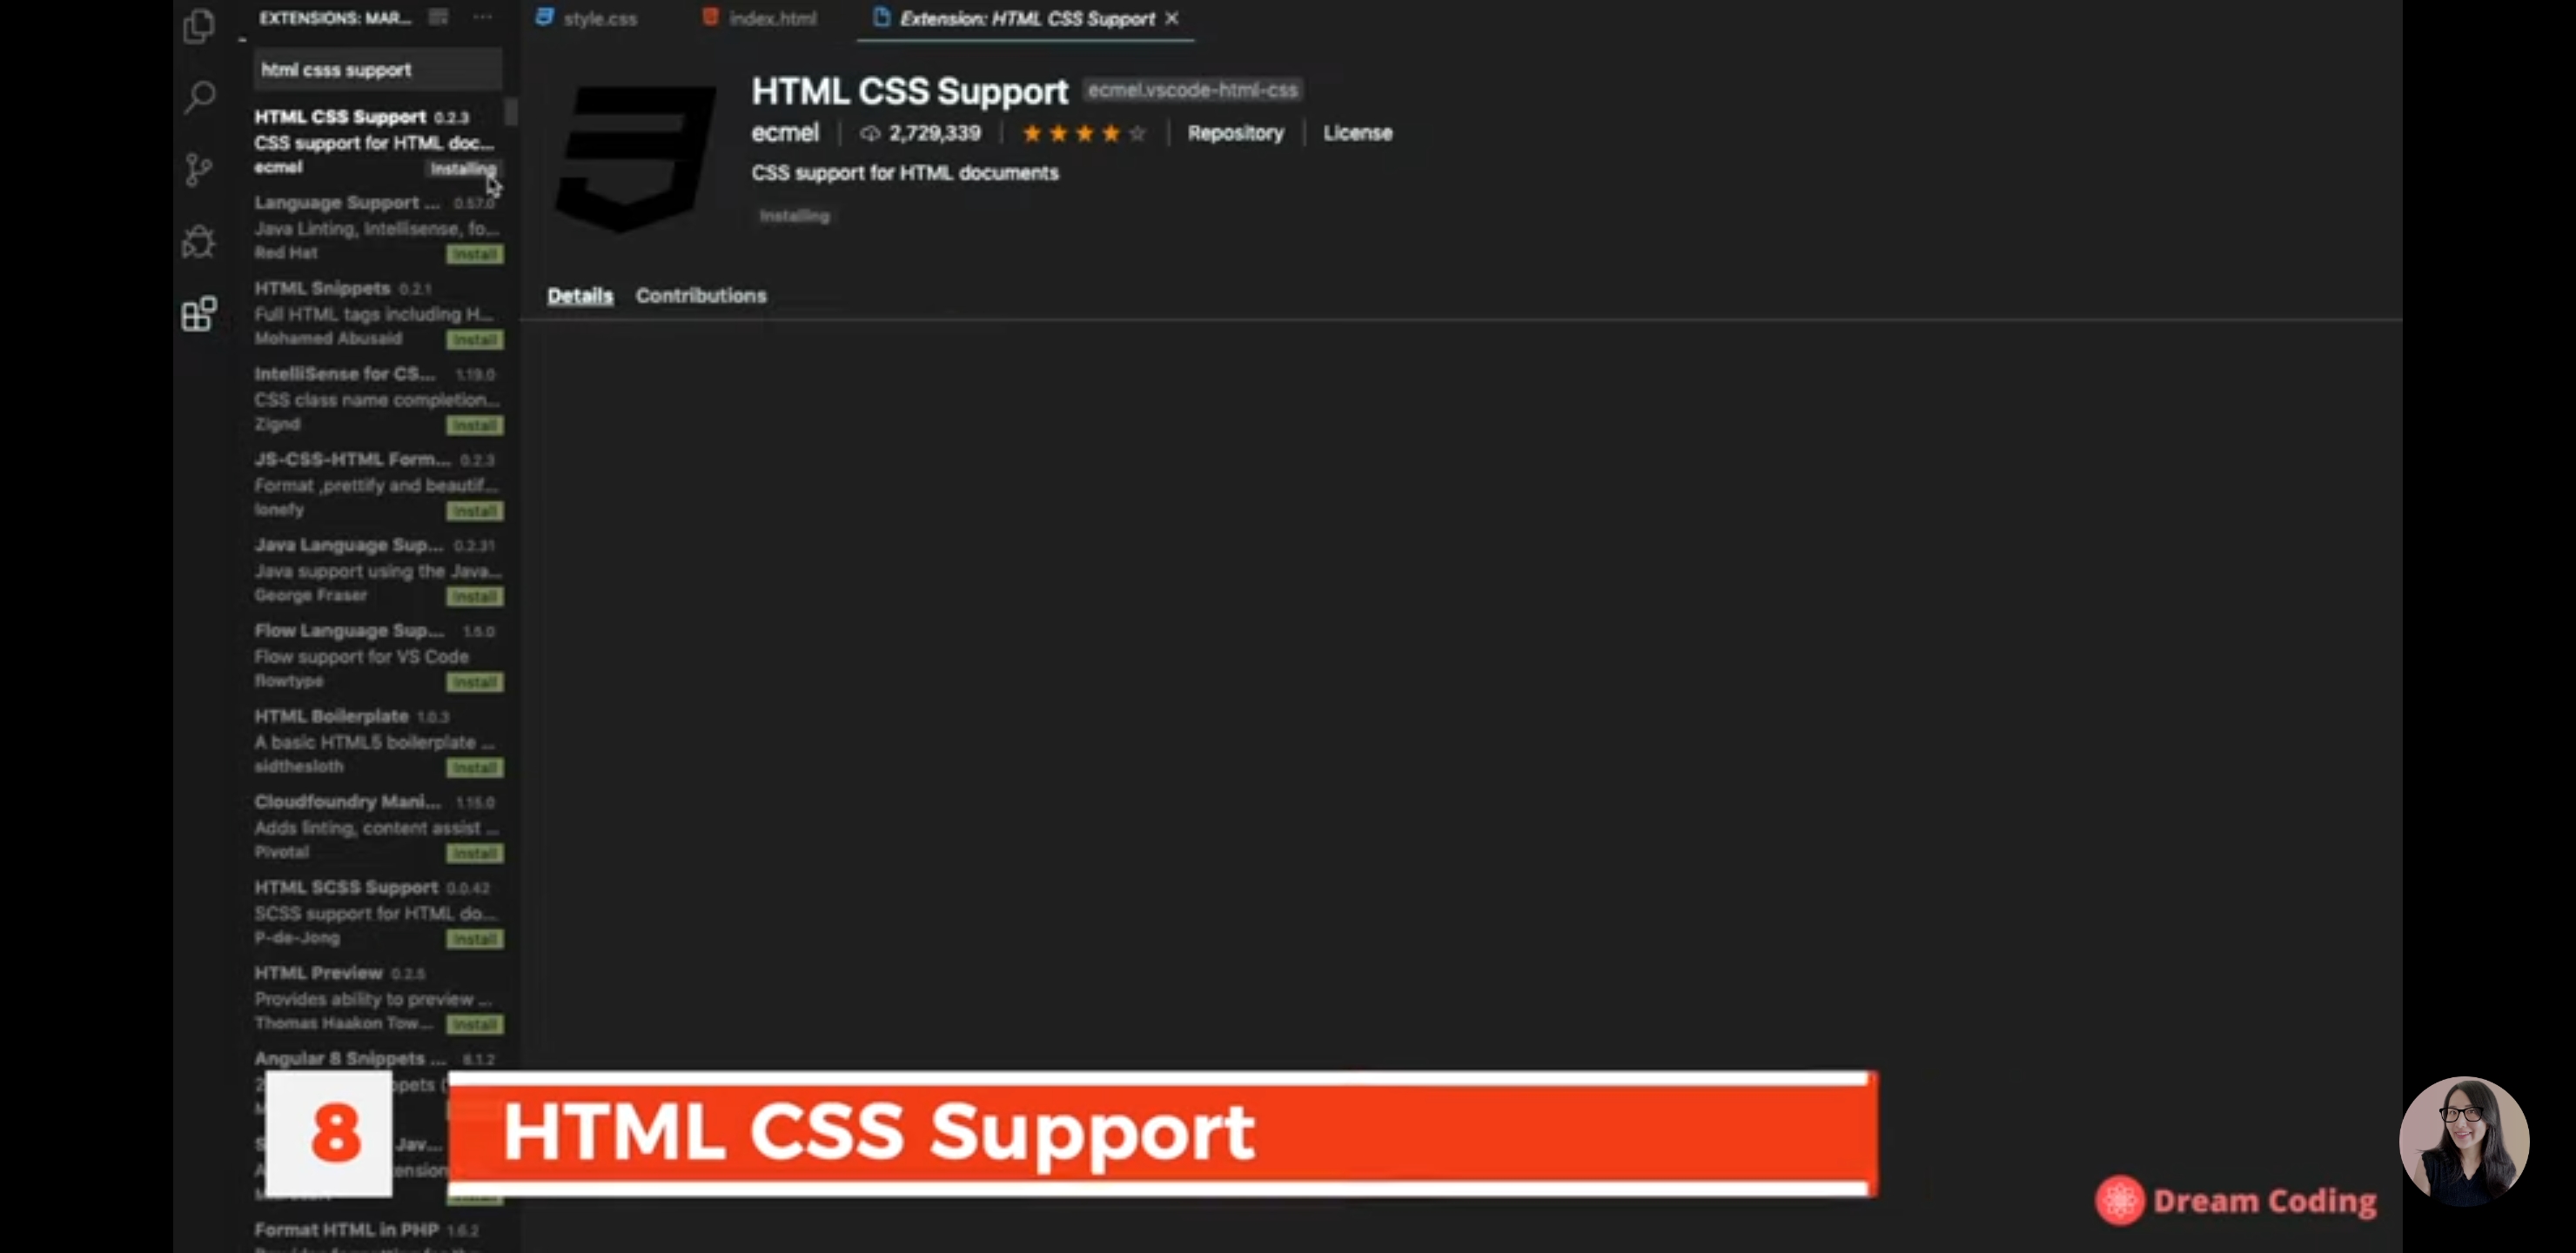 EXTENSIONS: MAR...
style.css
index.html
Extension: HTML CSS Support
html csss support
HTML CSS Support 0.2.3
CSS support for HTML doc...
ecmel Installing
Language Support ... 0.57.0
Java Linting, Intellisense, fo...
Red Hat Install
HTML Snippets 0.2.1
Full HTML tags including H...
Mohamed Abusaid Install
IntelliSense for CS... 1.19.0
CSS class name completion...
Zignd Install
JS-CSS-HTML Form... 0.2.3
Format ,prettify and beautif...
lonefy Install
Java Language Sup... 0.2.31
Java support using the Java...
George Fraser Install
Flow Language Sup... 1.5.0
Flow support for VS Code
flowtype Install
HTML Boilerplate 1.0.3
A basic HTML5 boilerplate ...
sidthesloth Install
Cloudfoundry Mani... 1.15.0
Adds linting, content assist ...
Pivotal Install
HTML SCSS Support 0.0.42
SCSS support for HTML do...
P-de-Jong Install
HTML Preview 0.2.5
Provides ability to preview ...
Thomas Haakon Tow... Install
Angular 8 Snippets ... 8.1.2
Format HTML in PHP 1.6.2
HTML CSS Support ecmel.vscode-html-css
ecmel 2,729,339 Repository License
CSS support for HTML documents
Installing
Details Contributions
8 HTML CSS Support
Dream Coding